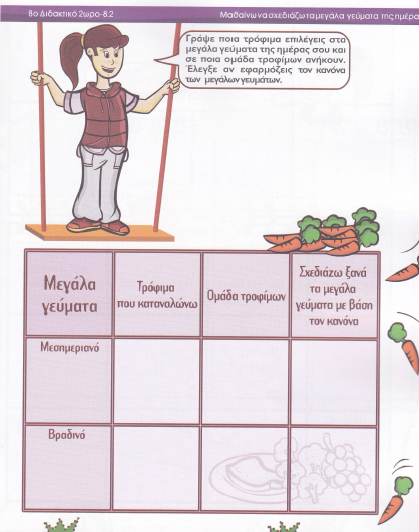 8ο Διδακτικό 2ωρο-8.2
Μαθαίνω να σχεδιάζω τα μεγάλα γεύματα της ημέρα
Γράψε ποια τρόφιμα επιλέγεις στα
μεγάλα γεύματα της ημέρας σου και
σε ποια ομάδα τροφίμων ανήκουν.
Έλεγξε αν εφαρμόζεις τον κανόνα
των μεγάλων γευμάτων.
Μεγάλα
γεύματα
Τρόφιμα
που καταναλώνω
Ομάδα τροφίμων
Σχεδιάζω ξανά
τα μεγάλα
γεύματα με βάση
τον κανόνα
Μεσημεριανό
Βραδινό